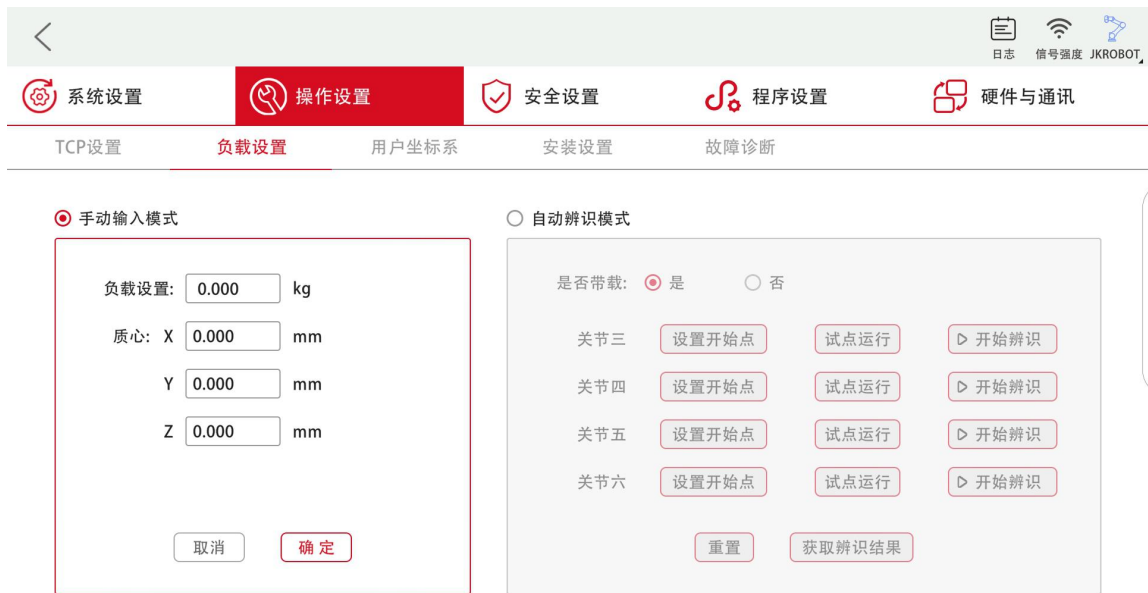 日志 信号强度 JKROBOT
系统设置 操作设置 安全设置 程序设置 硬件与通讯
TCP设置 负载设置 用户坐标系 安装设置 故障诊断
手动输入模式
负载设置: 0.000 kg
质心: X 0.000 mm
Y 0.000 mm
Z 0.000 mm
取消 确定
自动辨识模式
是否带载: 是 否
关节三 设置开始点 试点运行 开始辨识
关节四 设置开始点 试点运行 开始辨识
关节五 设置开始点 试点运行 开始辨识
关节六 设置开始点 试点运行 开始辨识
重置 获取辨识结果